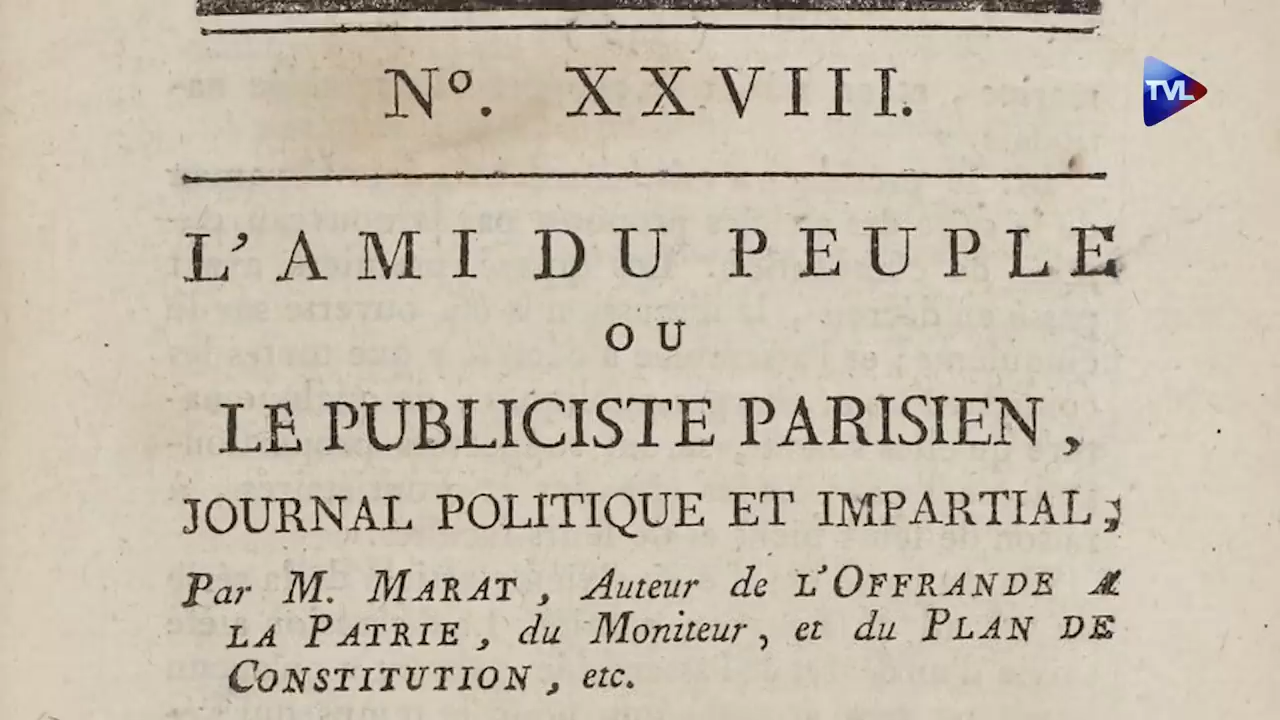 TVL
Nº. XXVIII.
L'AMI DU PEUPLE
OU
LE PUBLICISTE PARISIEN,
JOURNAL POLITIQUE ET IMPARTIAL;
Par M. MARAT, Auteur de L'OFFRANDE A
LA PATRIE, du Moniteur, et du PLAN DE
CONSTITUTION, etc.